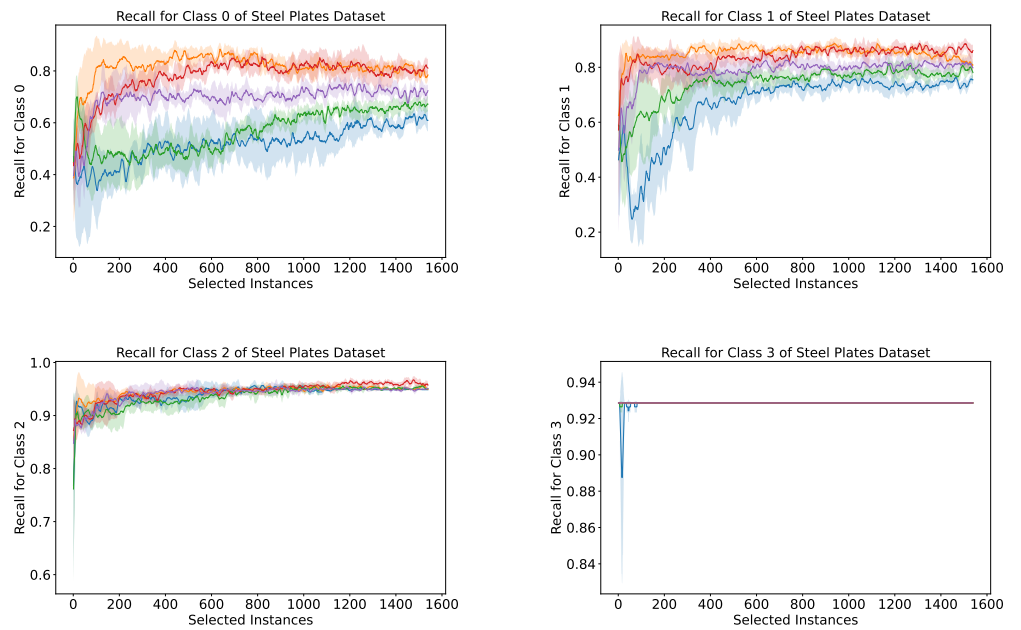 Recall for Class 0 of Steel Plates Dataset
Recall for Class 0
0.8
0.6
0.4
0.2
0 200 400 600 800 1000 1200 1400 1600
Selected Instances
Recall for Class 1 of Steel Plates Dataset
Recall for Class 1
0.8
0.6
0.4
0.2
0 200 400 600 800 1000 1200 1400 1600
Selected Instances
Recall for Class 2 of Steel Plates Dataset
Recall for Class 2
1.0
0.9
0.8
0.7
0.6
0 200 400 600 800 1000 1200 1400 1600
Selected Instances
Recall for Class 3 of Steel Plates Dataset
Recall for Class 3
0.94
0.92
0.90
0.88
0.86
0.84
0 200 400 600 800 1000 1200 1400 1600
Selected Instances